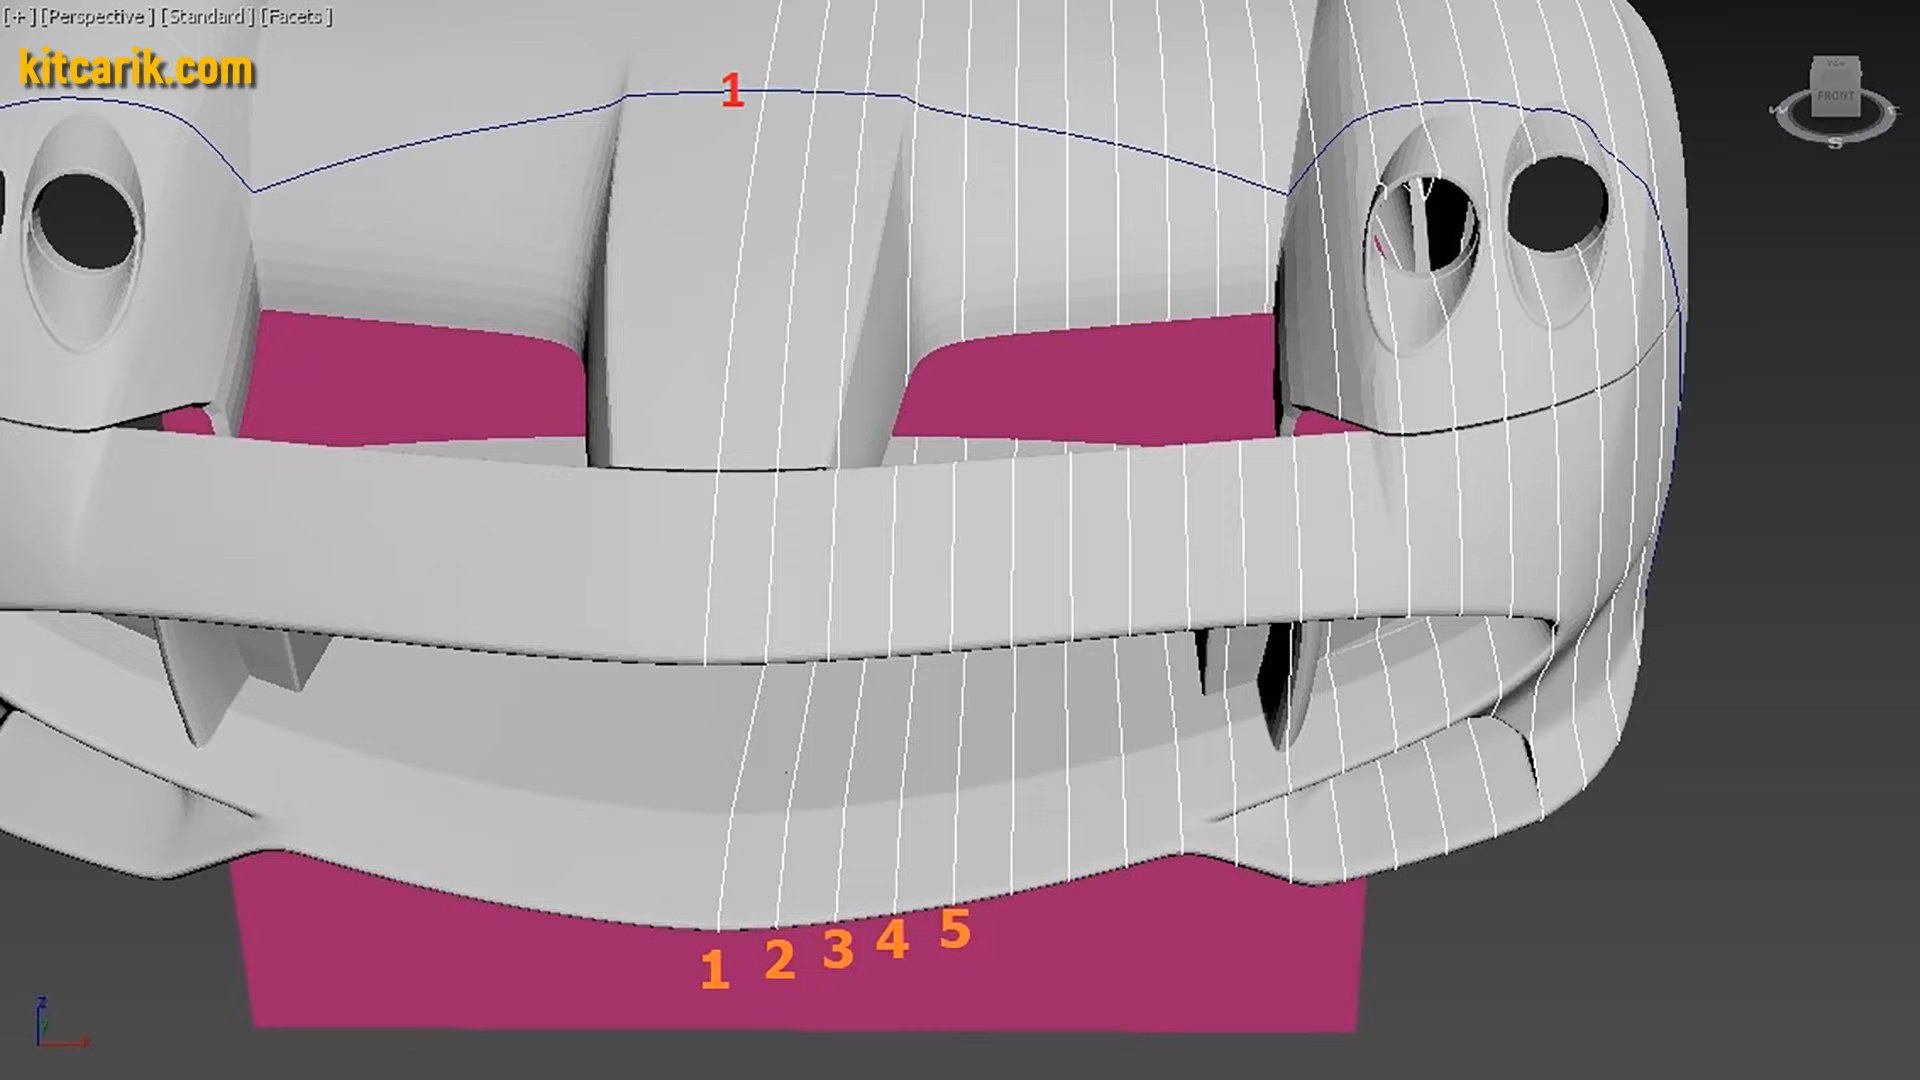 [+] [Perspective] [Standard] [Facets]
kitcarik.com
1
FRONT
W
S
1 2 3 4 5
z
y
x